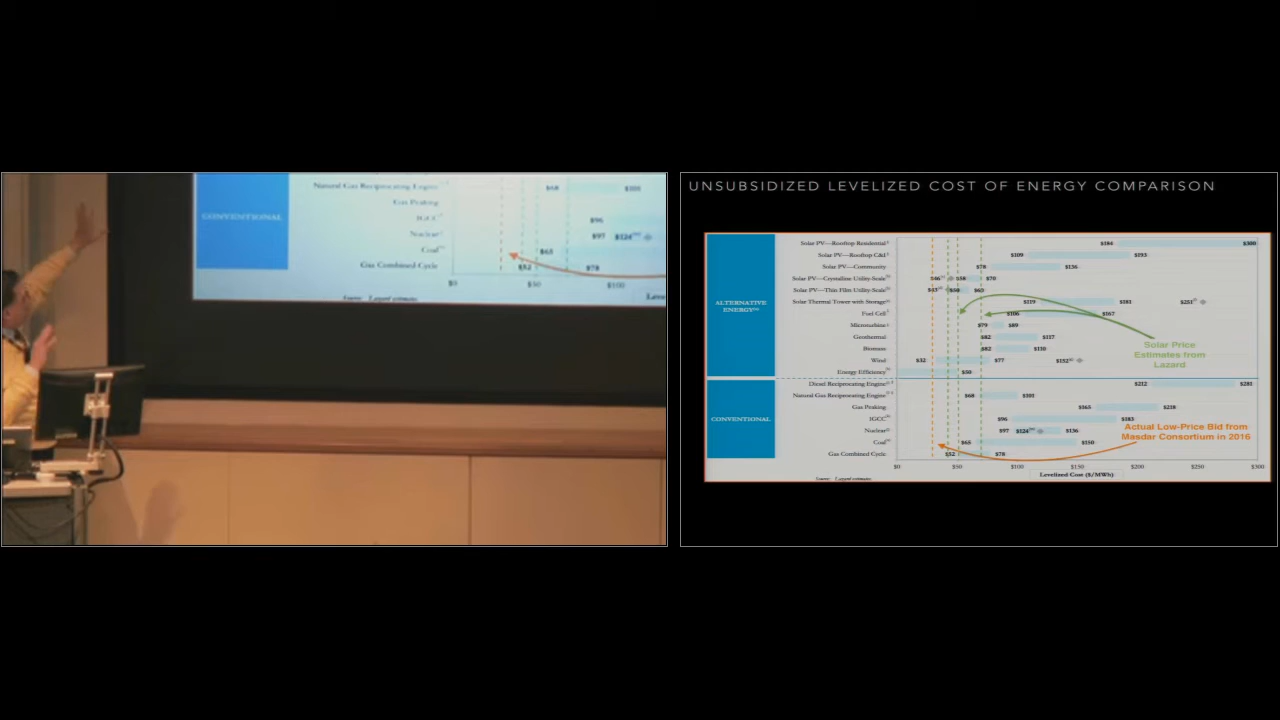 CONVENTIONAL
Natural Gas Reciprocating Engine
$68
$101
Gas Peaking
IGCC
$96
Nuclear
$97
$124
Coal
$65
Gas Combined Cycle
$52
$78
$0
$50
$100
Source: Lazard estimates.
UNSUBSIDIZED LEVELIZED COST OF ENERGY COMPARISON
ALTERNATIVE
ENERGY
Solar PV—Rooftop Residential
$184
$300
Solar PV—Rooftop C&I
$109
$193
Solar PV—Community
$78
$136
Solar PV—Crystalline Utility-Scale
$46
$58
$70
Solar PV—Thin Film Utility-Scale
$43
$50
$65
Solar Thermal Tower with Storage
$119
$181
$251
Fuel Cell
$106
$167
Microturbine
$79
$89
Geothermal
$82
$117
Biomass
$82
$110
Wind
$32
$77
$152
Energy Efficiency
$50
Solar Price
Estimates from
Lazard
CONVENTIONAL
Diesel Reciprocating Engine
$212
$281
Natural Gas Reciprocating Engine
$68
$101
Gas Peaking
$165
$218
IGCC
$96
$183
Nuclear
$97
$124
$136
Coal
$65
$150
Gas Combined Cycle
$52
$78
Actual Low-Price Bid from
Masdar Consortium in 2016
$0
$50
$100
$150
$200
$250
$300
Levelized Cost ($/MWh)
Source: Lazard estimates.